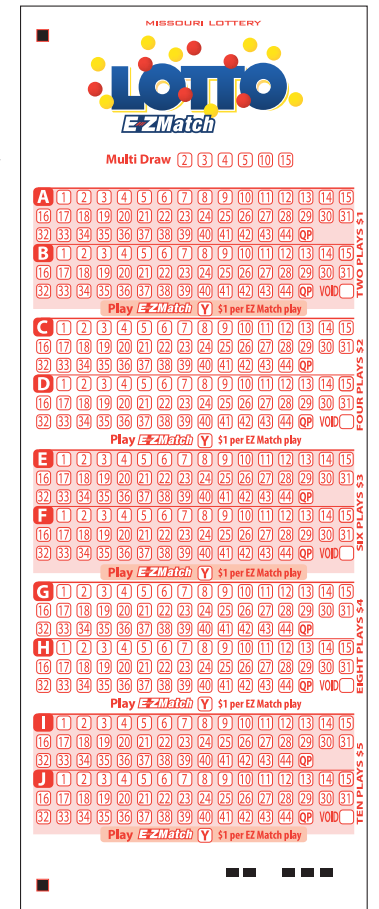 MISSOURI LOTTERY
LOTTO
E-ZMatch
Multi Draw 2 3 4 5 10 15
A 1 2 3 4 5 6 7 8 9 10 11 12 13 14 15
16 17 18 19 20 21 22 23 24 25 26 27 28 29 30 31
32 33 34 35 36 37 38 39 40 41 42 43 44 QP
B 1 2 3 4 5 6 7 8 9 10 11 12 13 14 15
16 17 18 19 20 21 22 23 24 25 26 27 28 29 30 31
32 33 34 35 36 37 38 39 40 41 42 43 44 QP VOID
Play E-ZMatch Y $1 per EZ Match play
TWO PLAYS $1
C 1 2 3 4 5 6 7 8 9 10 11 12 13 14 15
16 17 18 19 20 21 22 23 24 25 26 27 28 29 30 31
32 33 34 35 36 37 38 39 40 41 42 43 44 QP
D 1 2 3 4 5 6 7 8 9 10 11 12 13 14 15
16 17 18 19 20 21 22 23 24 25 26 27 28 29 30 31
32 33 34 35 36 37 38 39 40 41 42 43 44 QP VOID
Play E-ZMatch Y $1 per EZ Match play
FOUR PLAYS $2
E 1 2 3 4 5 6 7 8 9 10 11 12 13 14 15
16 17 18 19 20 21 22 23 24 25 26 27 28 29 30 31
32 33 34 35 36 37 38 39 40 41 42 43 44 QP
F 1 2 3 4 5 6 7 8 9 10 11 12 13 14 15
16 17 18 19 20 21 22 23 24 25 26 27 28 29 30 31
32 33 34 35 36 37 38 39 40 41 42 43 44 QP VOID
Play E-ZMatch Y $1 per EZ Match play
SIX PLAYS $3
G 1 2 3 4 5 6 7 8 9 10 11 12 13 14 15
16 17 18 19 20 21 22 23 24 25 26 27 28 29 30 31
32 33 34 35 36 37 38 39 40 41 42 43 44 QP
H 1 2 3 4 5 6 7 8 9 10 11 12 13 14 15
16 17 18 19 20 21 22 23 24 25 26 27 28 29 30 31
32 33 34 35 36 37 38 39 40 41 42 43 44 QP VOID
Play E-ZMatch Y $1 per EZ Match play
EIGHT PLAYS $4
I 1 2 3 4 5 6 7 8 9 10 11 12 13 14 15
16 17 18 19 20 21 22 23 24 25 26 27 28 29 30 31
32 33 34 35 36 37 38 39 40 41 42 43 44 QP
J 1 2 3 4 5 6 7 8 9 10 11 12 13 14 15
16 17 18 19 20 21 22 23 24 25 26 27 28 29 30 31
32 33 34 35 36 37 38 39 40 41 42 43 44 QP VOID
Play E-ZMatch Y $1 per EZ Match play
TEN PLAYS $5